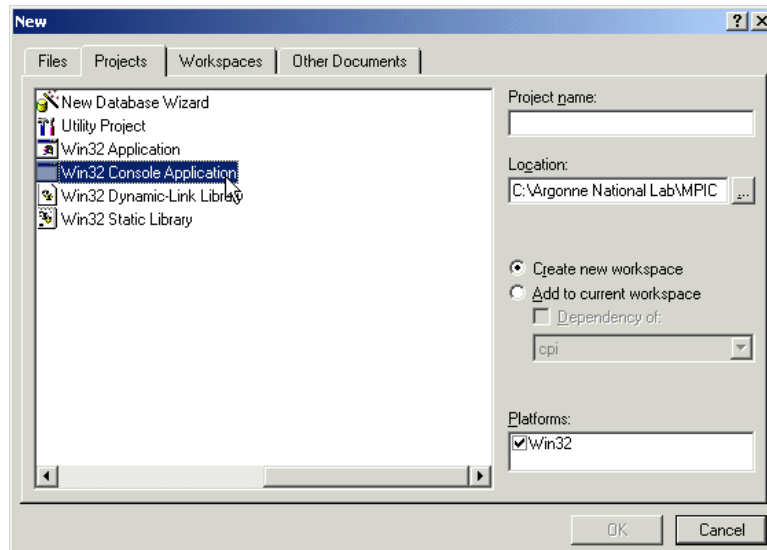 New
Files Projects Workspaces Other Documents
New Database Wizard
Utility Project
Win32 Application
Win32 Console Application
Win32 Dynamic-Link Library
Win32 Static Library
Project name:
Location:
C:\Argonne National Lab\MPIC ...
Create new workspace
Add to current workspace
Dependency of:
cpi
Platforms:
Win32
OK Cancel